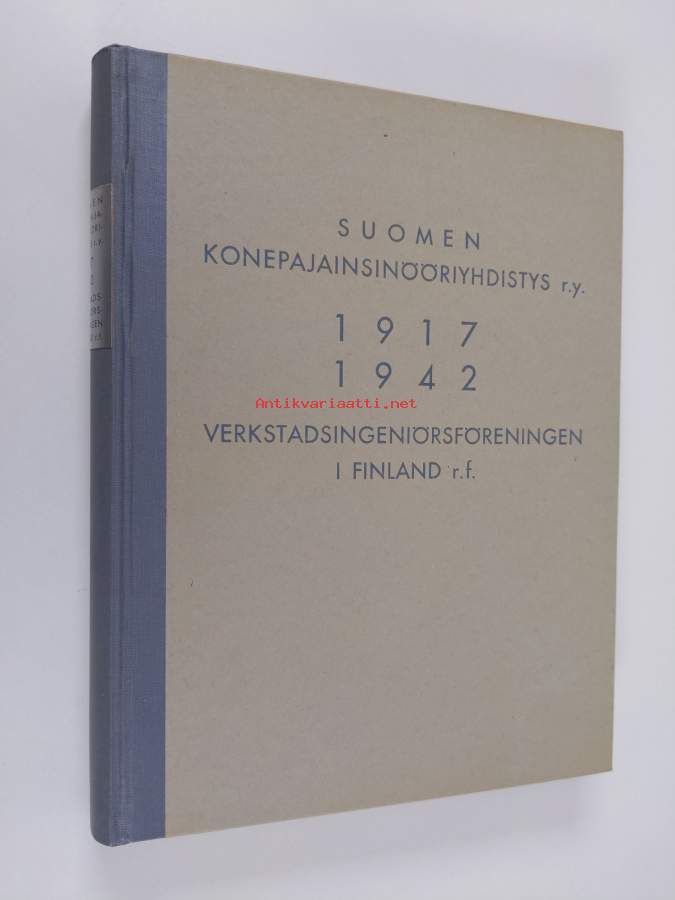 SUOMEN
KONEPAJAINSINÖÖRIYHDISTYS r.y.
1917
1942
Antikvariaatti.net
VERKSTADSINGENIÖRSFÖRENINGEN
I FINLAND r.f.